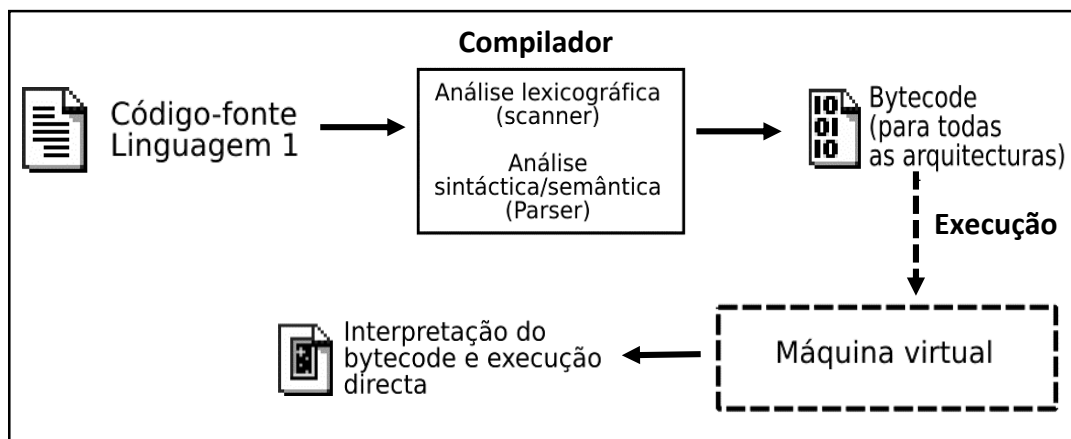 Compilador
Código-fonte
Linguagem 1
Análise lexicográfica
(scanner)
Análise
sintáctica/semântica
(Parser)
Bytecode
(para todas
as arquitecturas)
Execução
Máquina virtual
Interpretação do
bytecode e execução
directa